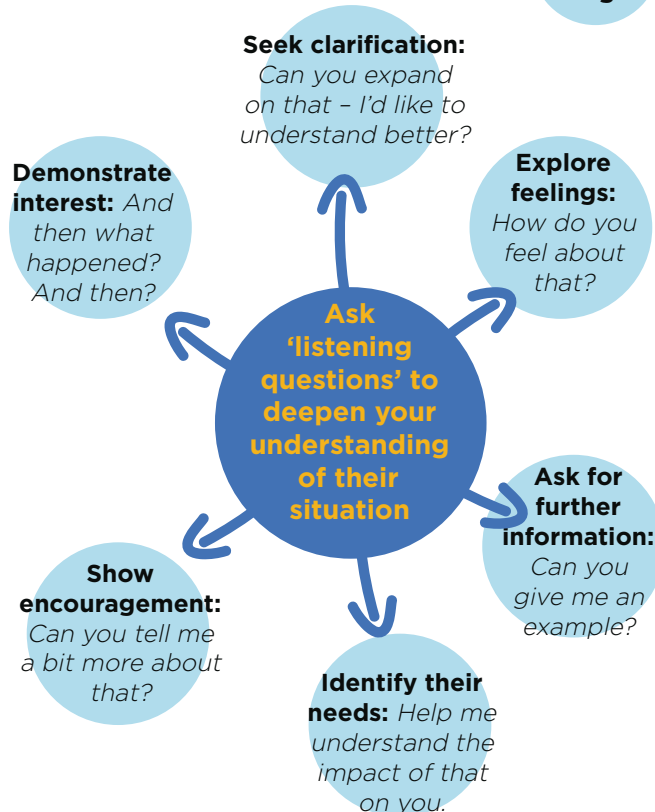 Seek clarification:
Can you expand
on that – I’d like to
understand better?
Explore
feelings:
How do you
feel about
that?
Ask for
further
information:
Can you
give me an
example?
Identify their
needs: Help me
understand the
impact of that
on you.
Show
encouragement:
Can you tell me
a bit more about
that?
Demonstrate
interest: And
then what
happened?
And then?
Ask
‘listening
questions’ to
deepen your
understanding
of their
situation